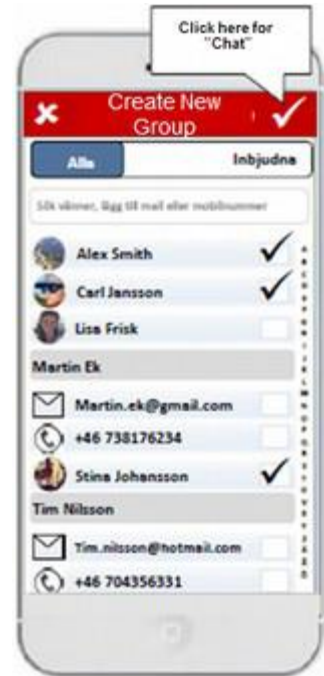 Click here for
"Chat"
Create New
Group
Alla
Inbjudna
Sök vänner, lägg till mail eller mobilnummer
Alex Smith
Carl Jansson
Lisa Frisk
Martin Ek
Martin.ek@gmail.com
+46 738176234
Stina Johansson
Tim Nilsson
Tim.nilsson@hotmail.com
+46 704356331